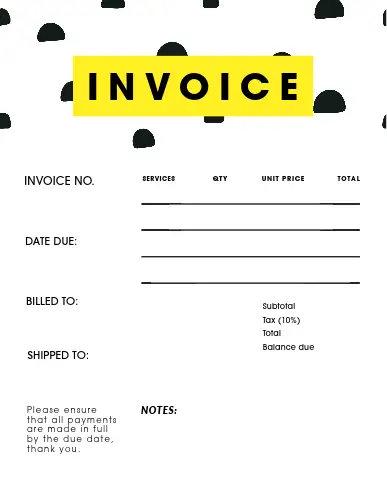 INVOICE
INVOICE NO.
SERVICES QTY UNIT PRICE TOTAL
DATE DUE:
BILLED TO:
Subtotal
Tax (10%)
Total
Balance due
SHIPPED TO:
Please ensure
that all payments
are made in full
by the due date,
thank you.
NOTES: